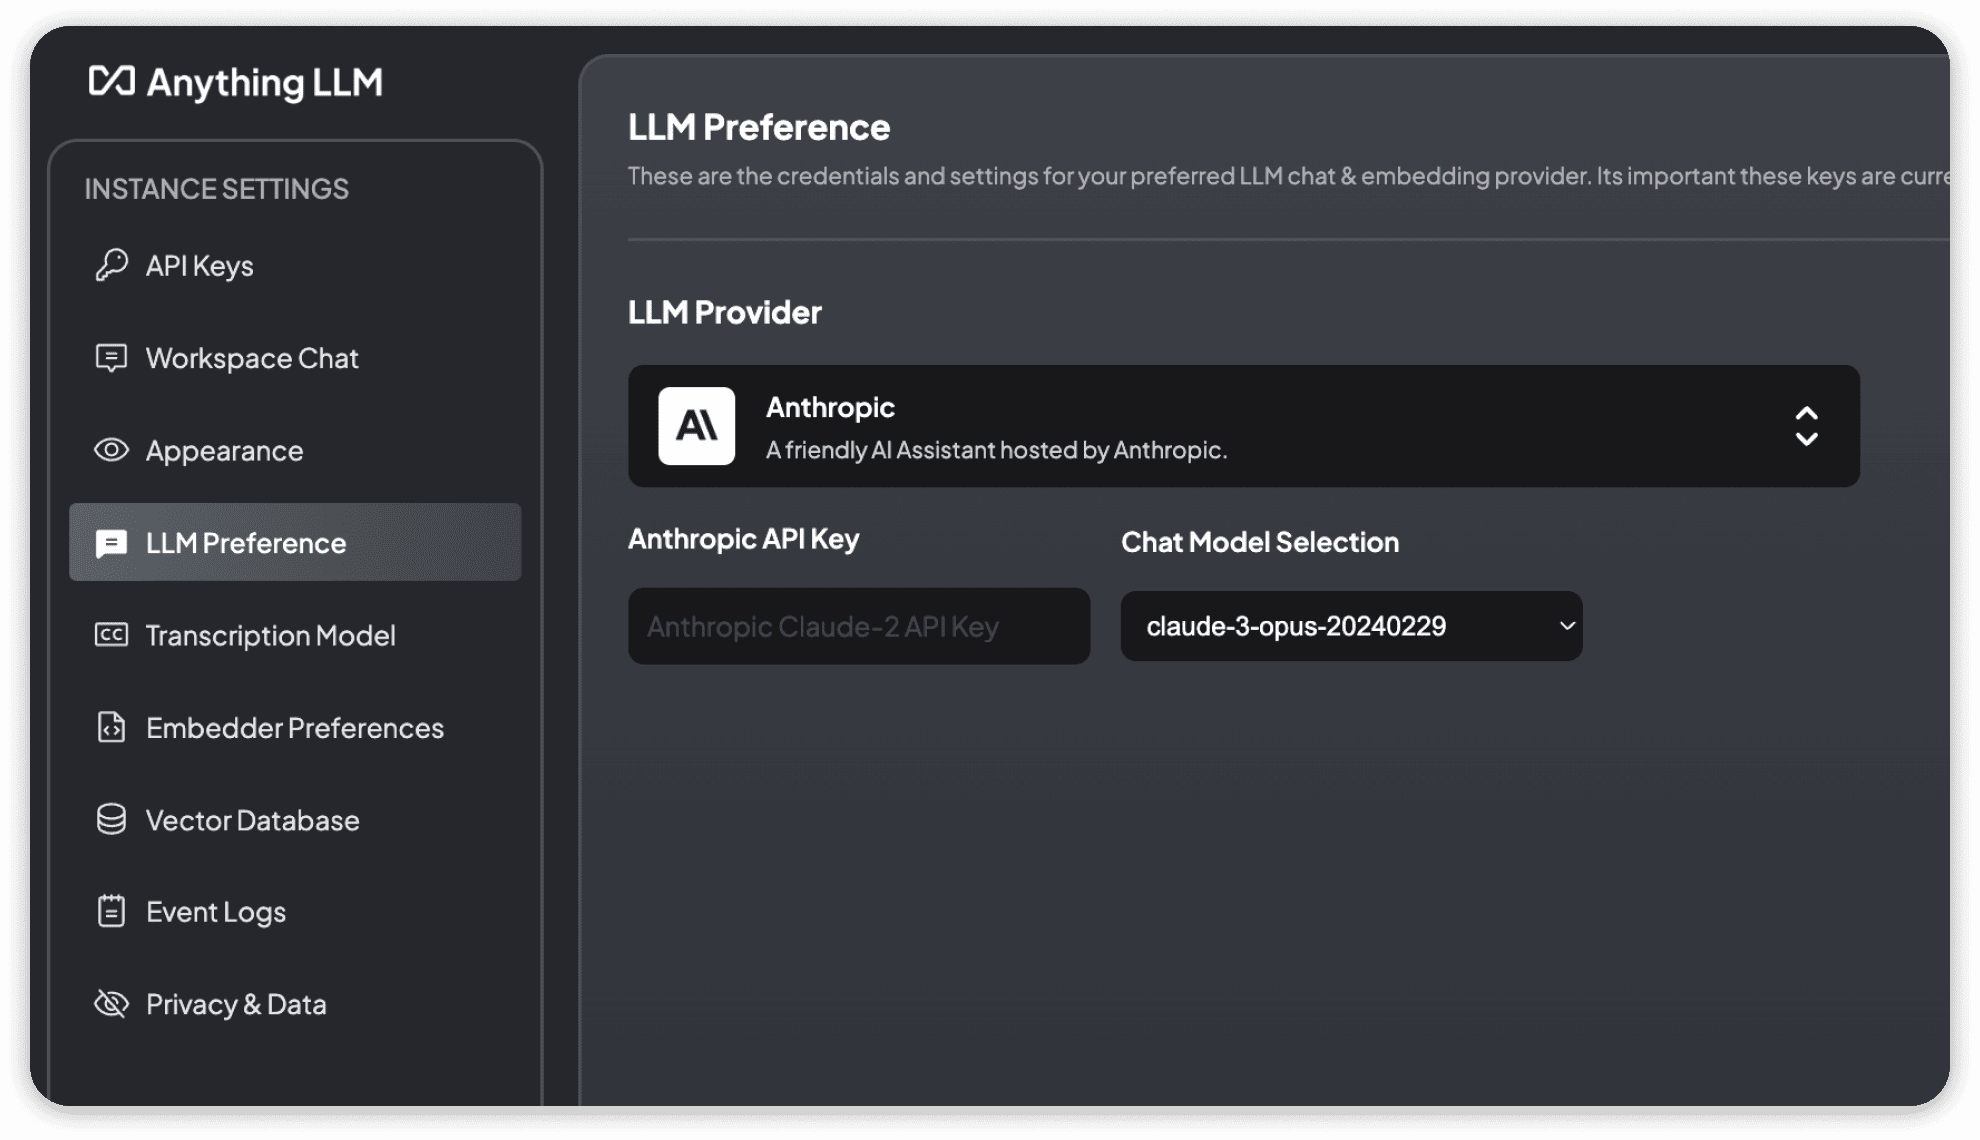 Anything LLM
INSTANCE SETTINGS
API Keys
Workspace Chat
Appearance
LLM Preference
Transcription Model
Embedder Preferences
Vector Database
Event Logs
Privacy & Data
LLM Preference
These are the credentials and settings for your preferred LLM chat & embedding provider. Its important these keys are curre
LLM Provider
Anthropic
A friendly AI Assistant hosted by Anthropic.
Anthropic API Key
Anthropic Claude-2 API Key
Chat Model Selection
claude-3-opus-20240229